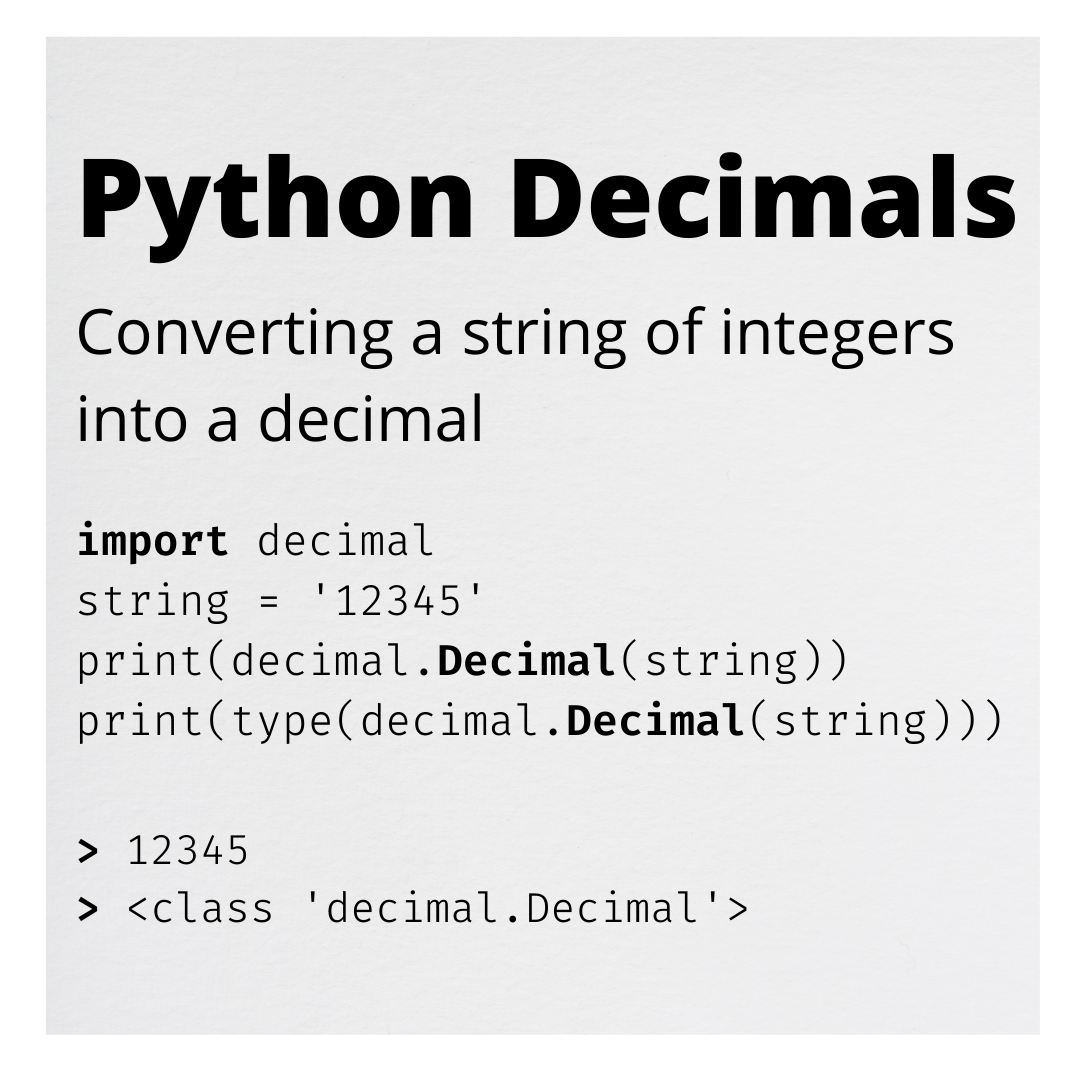 Python Decimals
Converting a string of integers
into a decimal
import decimal
string = '12345'
print(decimal.Decimal(string))
print(type(decimal.Decimal(string)))
> 12345
> <class 'decimal.Decimal'>